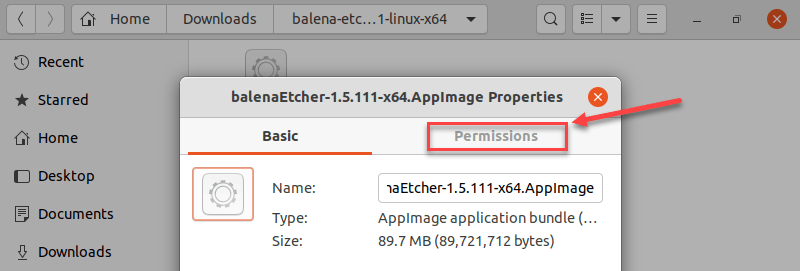 Home Downloads balena-etc…1-linux-x64
Recent
Starred
Home
Desktop
Documents
Downloads
balenaEtcher-1.5.111-x64.AppImage Properties
Basic Permissions
Name: naEtcher-1.5.111-x64.AppImage
Type: AppImage application bundle (…
Size: 89.7 MB (89,721,712 bytes)